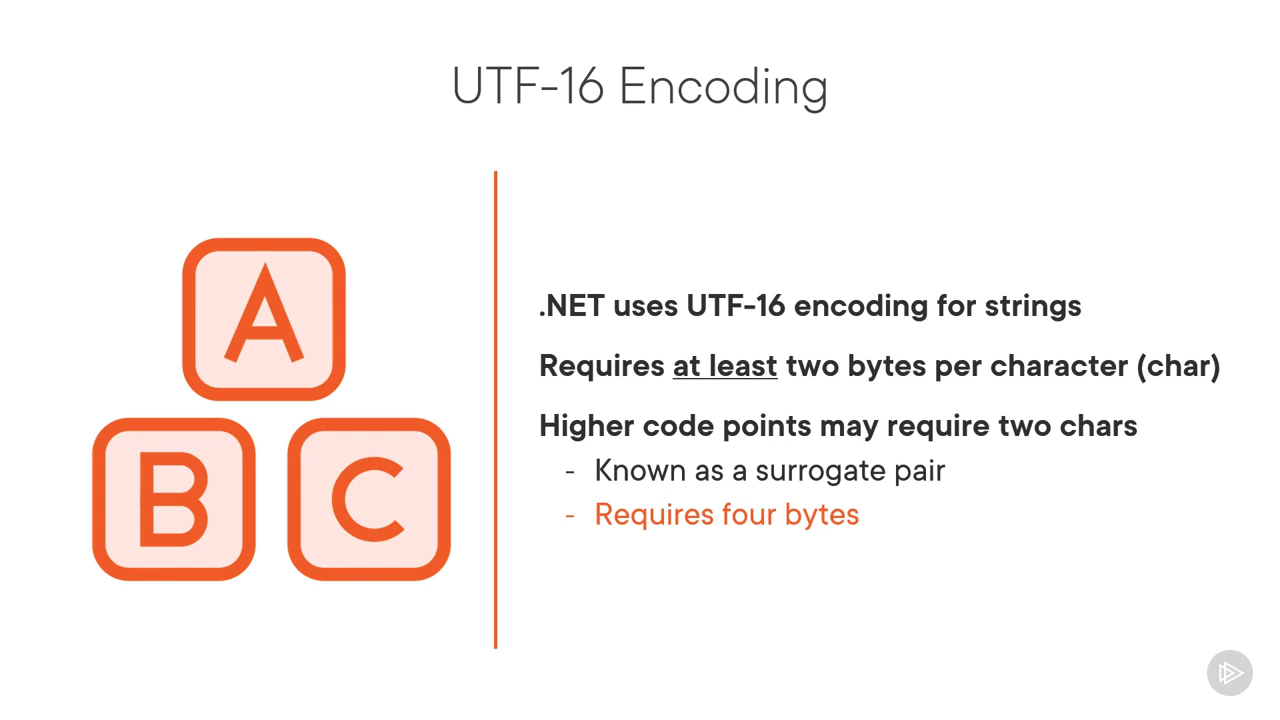 UTF-16 Encoding
A
B C
.NET uses UTF-16 encoding for strings
Requires at least two bytes per character (char)
Higher code points may require two chars
- Known as a surrogate pair
- Requires four bytes